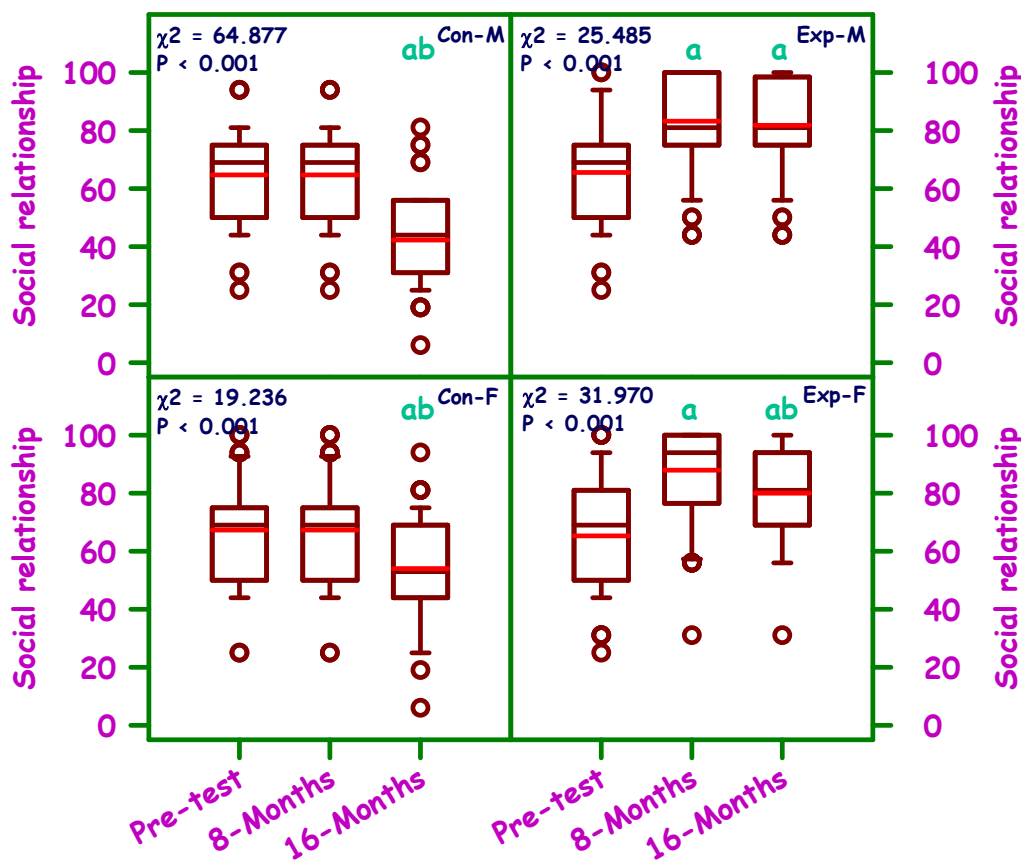 χ2 = 64.877
P < 0.001
Con-M
ab
χ2 = 25.485
P < 0.001
Exp-M
a
a
Social relationship
100
80
60
40
20
0
100
80
60
40
20
0
Social relationship
χ2 = 19.236
P < 0.001
Con-F
ab
χ2 = 31.970
P < 0.001
Exp-F
a
ab
Social relationship
100
80
60
40
20
0
100
80
60
40
20
0
Social relationship
Pre-test
8-Months
16-Months
Pre-test
8-Months
16-Months